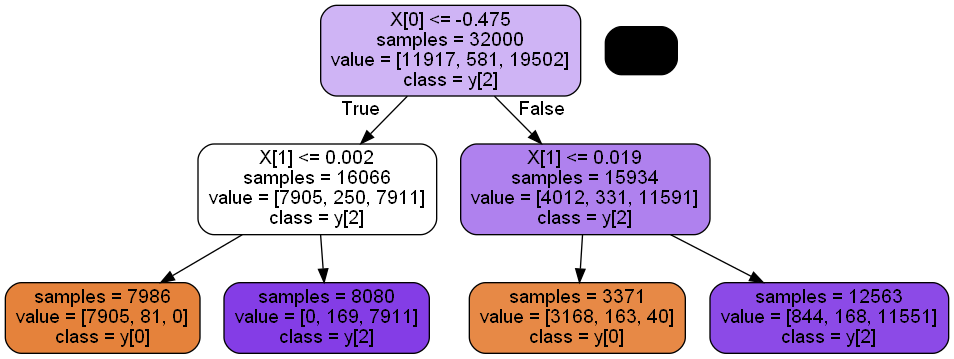 X[0] <= -0.475
samples = 32000
value = [11917, 581, 19502]
class = y[2]
True
False
X[1] <= 0.002
samples = 16066
value = [7905, 250, 7911]
class = y[2]
X[1] <= 0.019
samples = 15934
value = [4012, 331, 11591]
class = y[2]
samples = 7986
value = [7905, 81, 0]
class = y[0]
samples = 8080
value = [0, 169, 7911]
class = y[2]
samples = 3371
value = [3168, 163, 40]
class = y[0]
samples = 12563
value = [844, 168, 11551]
class = y[2]